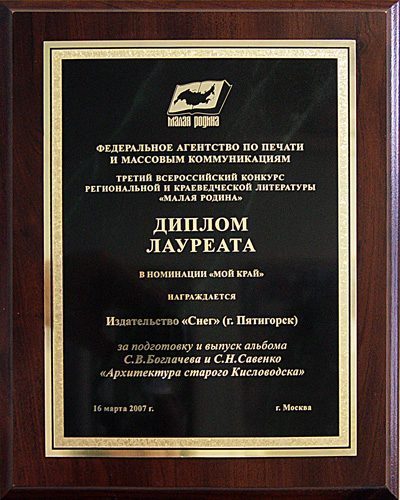 малая родина
ФЕДЕРАЛЬНОЕ АГЕНТСТВО ПО ПЕЧАТИ
И МАССОВЫМ КОММУНИКАЦИЯМ
ТРЕТИЙ ВСЕРОССИЙСКИЙ КОНКУРС
РЕГИОНАЛЬНОЙ И КРАЕВЕДЧЕСКОЙ ЛИТЕРАТУРЫ
«МАЛАЯ РОДИНА»
ДИПЛОМ
ЛАУРЕАТА
В НОМИНАЦИИ «МОЙ КРАЙ»
НАГРАЖДАЕТСЯ
Издательство «Снег» (г. Пятигорск)
за подготовку и выпуск альбома
С.В.Боглачева и С.Н.Савенко
«Архитектура старого Кисловодска»
16 марта 2007 г. г. Москва